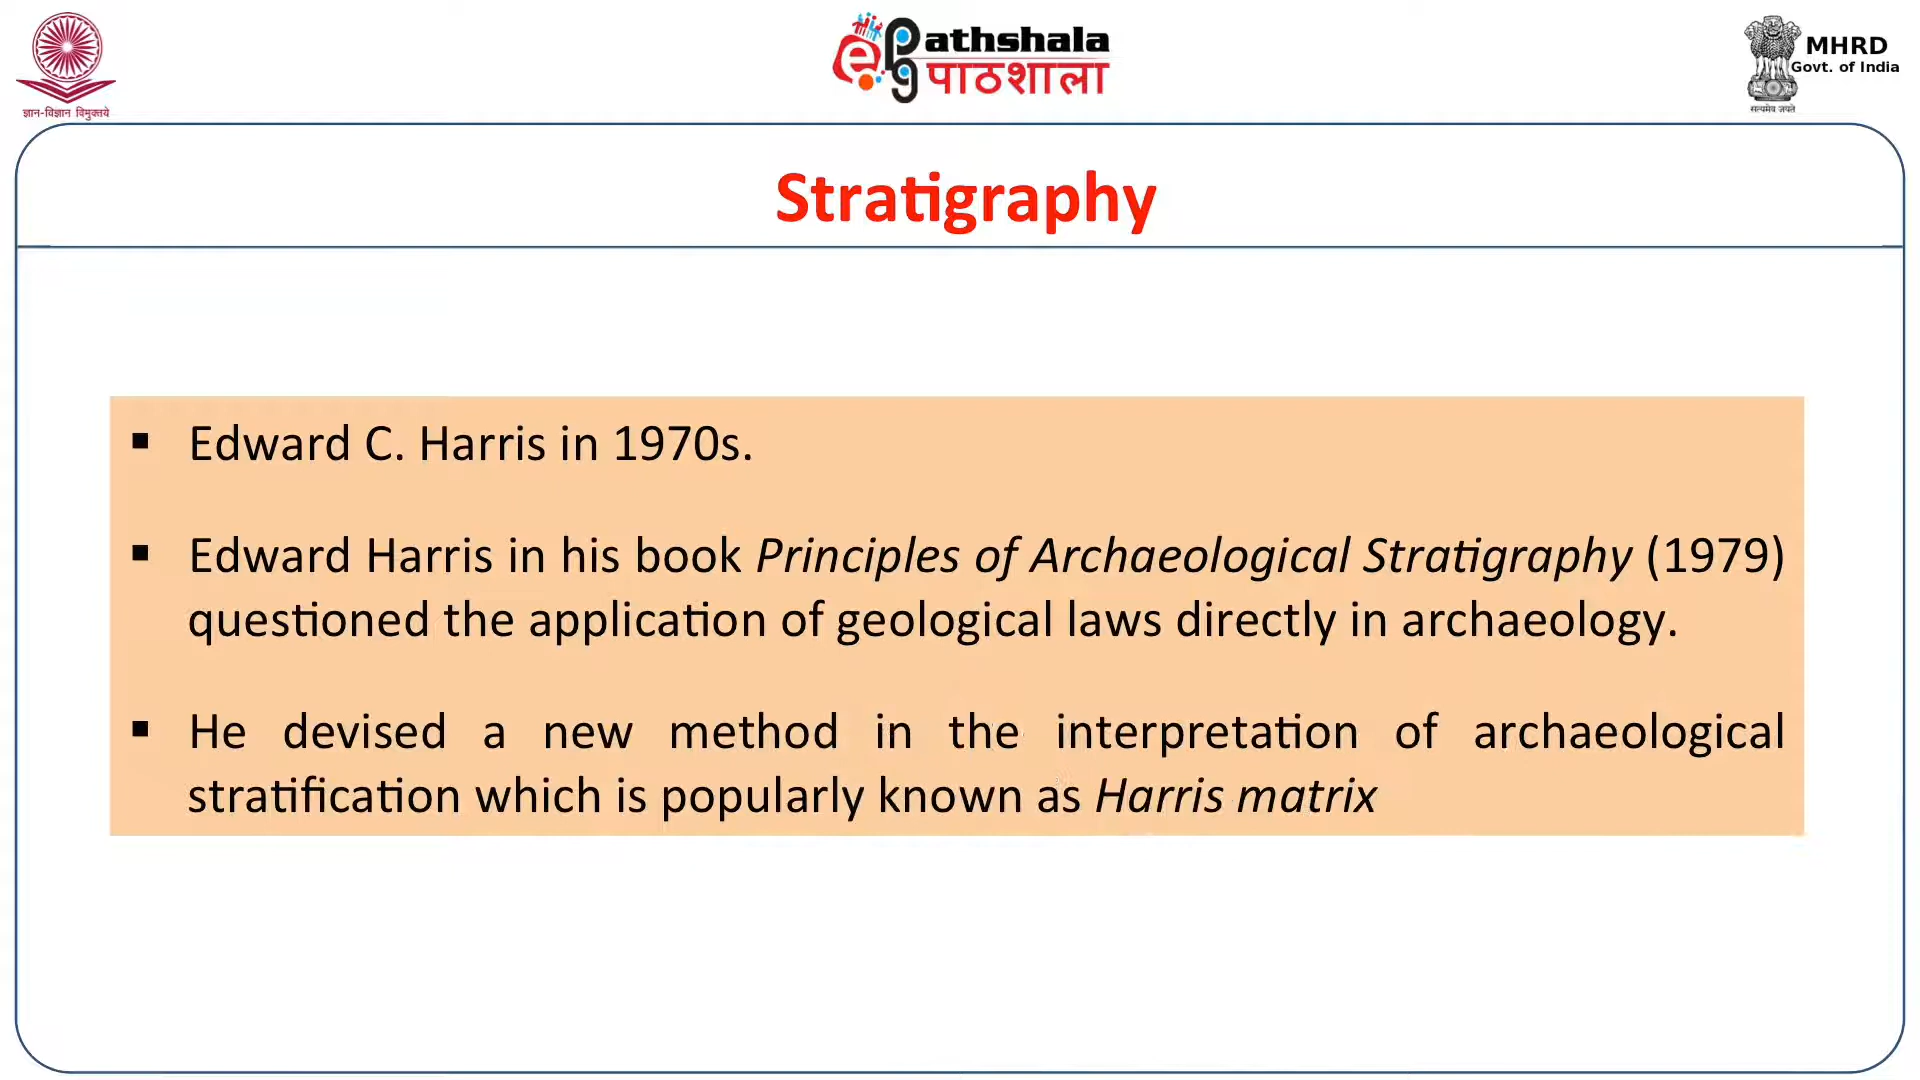 ज्ञान-विज्ञान विमुक्तये
ePG Pathshala
पाठशाला
MHRD
Govt. of India
सत्यमेव जयते
Stratigraphy
▪ Edward C. Harris in 1970s.
▪ Edward Harris in his book Principles of Archaeological Stratigraphy (1979)
questioned the application of geological laws directly in archaeology.
▪ He devised a new method in the interpretation of archaeological
stratification which is popularly known as Harris matrix